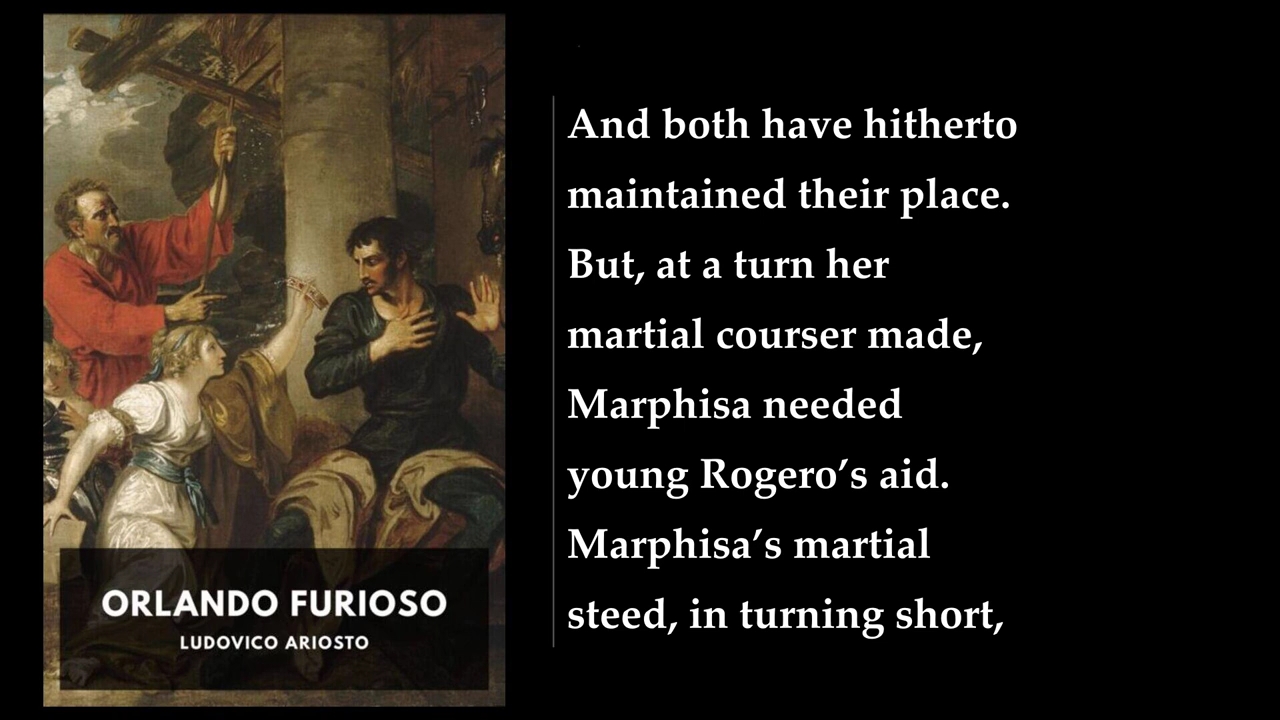 ORLANDO FURIOSO
LUDOVICO ARIOSTO
And both have hitherto
maintained their place.
But, at a turn her
martial courser made,
Marphisa needed
young Rogero’s aid.
Marphisa’s martial
steed, in turning short,